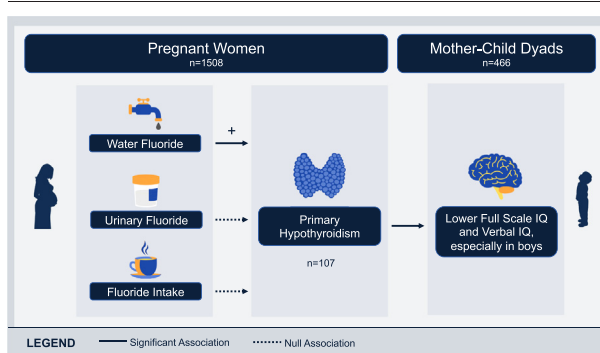 Pregnant Women
n=1508
Mother-Child Dyads
n=466
Water Fluoride
+
Urinary Fluoride
Fluoride Intake
Primary
Hypothyroidism
n=107
Lower Full Scale IQ
and Verbal IQ,
especially in boys
LEGEND
Significant Association
Null Association